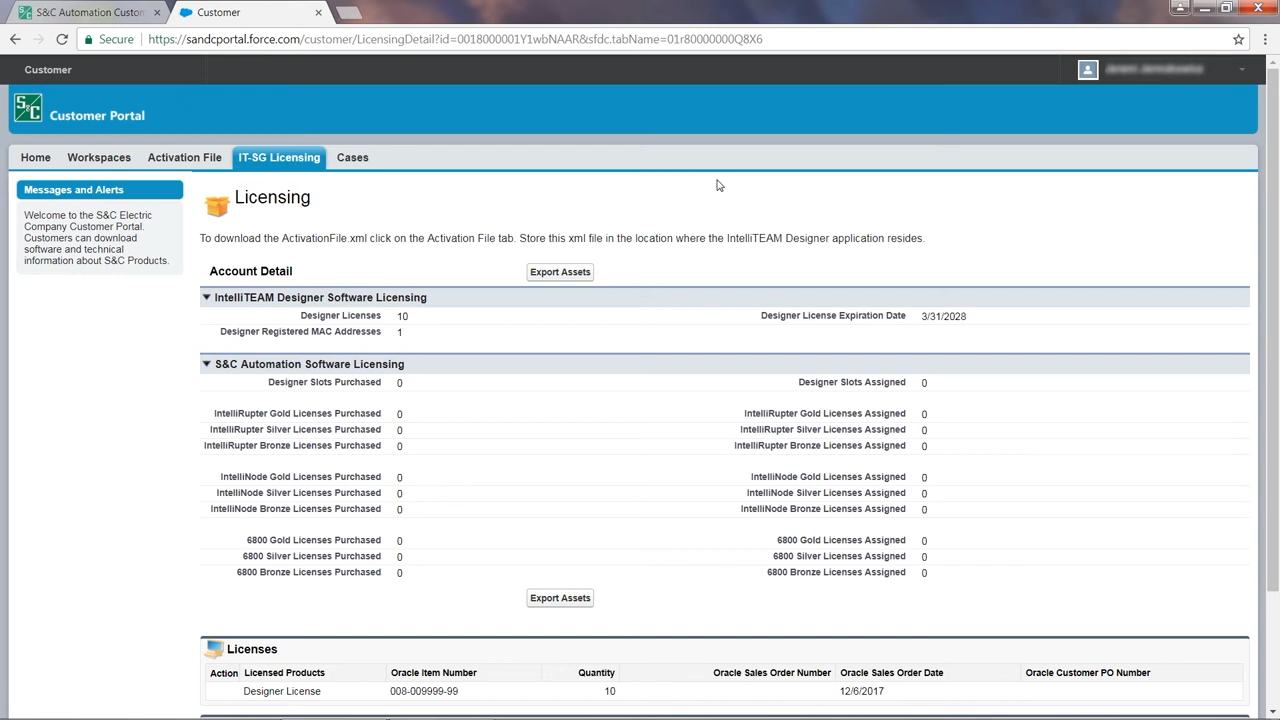 S&C Automation Custom
Customer
Secure https://sandcportal.force.com/customer/LicensingDetail?id=0018000001Y1wbNAAR&sfdc.tabName=01r80000000Q8X6
Customer
S&C Customer Portal
Home Workspaces Activation File IT-SG Licensing Cases
Messages and Alerts
Welcome to the S&C Electric
Company Customer Portal.
Customers can download
software and technical
information about S&C Products.
Licensing
To download the ActivationFile.xml click on the Activation File tab. Store this xml file in the location where the IntelliTEAM Designer application resides.
Account Detail Export Assets
IntelliTEAM Designer Software Licensing
Designer Licenses 10 Designer License Expiration Date 3/31/2028
Designer Registered MAC Addresses 1
S&C Automation Software Licensing
Designer Slots Purchased 0 Designer Slots Assigned 0
IntelliRupter Gold Licenses Purchased 0 IntelliRupter Gold Licenses Assigned 0
IntelliRupter Silver Licenses Purchased 0 IntelliRupter Silver Licenses Assigned 0
IntelliRupter Bronze Licenses Purchased 0 IntelliRupter Bronze Licenses Assigned 0
IntelliNode Gold Licenses Purchased 0 IntelliNode Gold Licenses Assigned 0
IntelliNode Silver Licenses Purchased 0 IntelliNode Silver Licenses Assigned 0
IntelliNode Bronze Licenses Purchased 0 IntelliNode Bronze Licenses Assigned 0
6800 Gold Licenses Purchased 0 6800 Gold Licenses Assigned 0
6800 Silver Licenses Purchased 0 6800 Silver Licenses Assigned 0
6800 Bronze Licenses Purchased 0 6800 Bronze Licenses Assigned 0
Export Assets
Licenses
Action Licensed Products Oracle Item Number Quantity Oracle Sales Order Number Oracle Sales Order Date Oracle Customer PO Number
Designer License 008-009999-99 10 12/6/2017